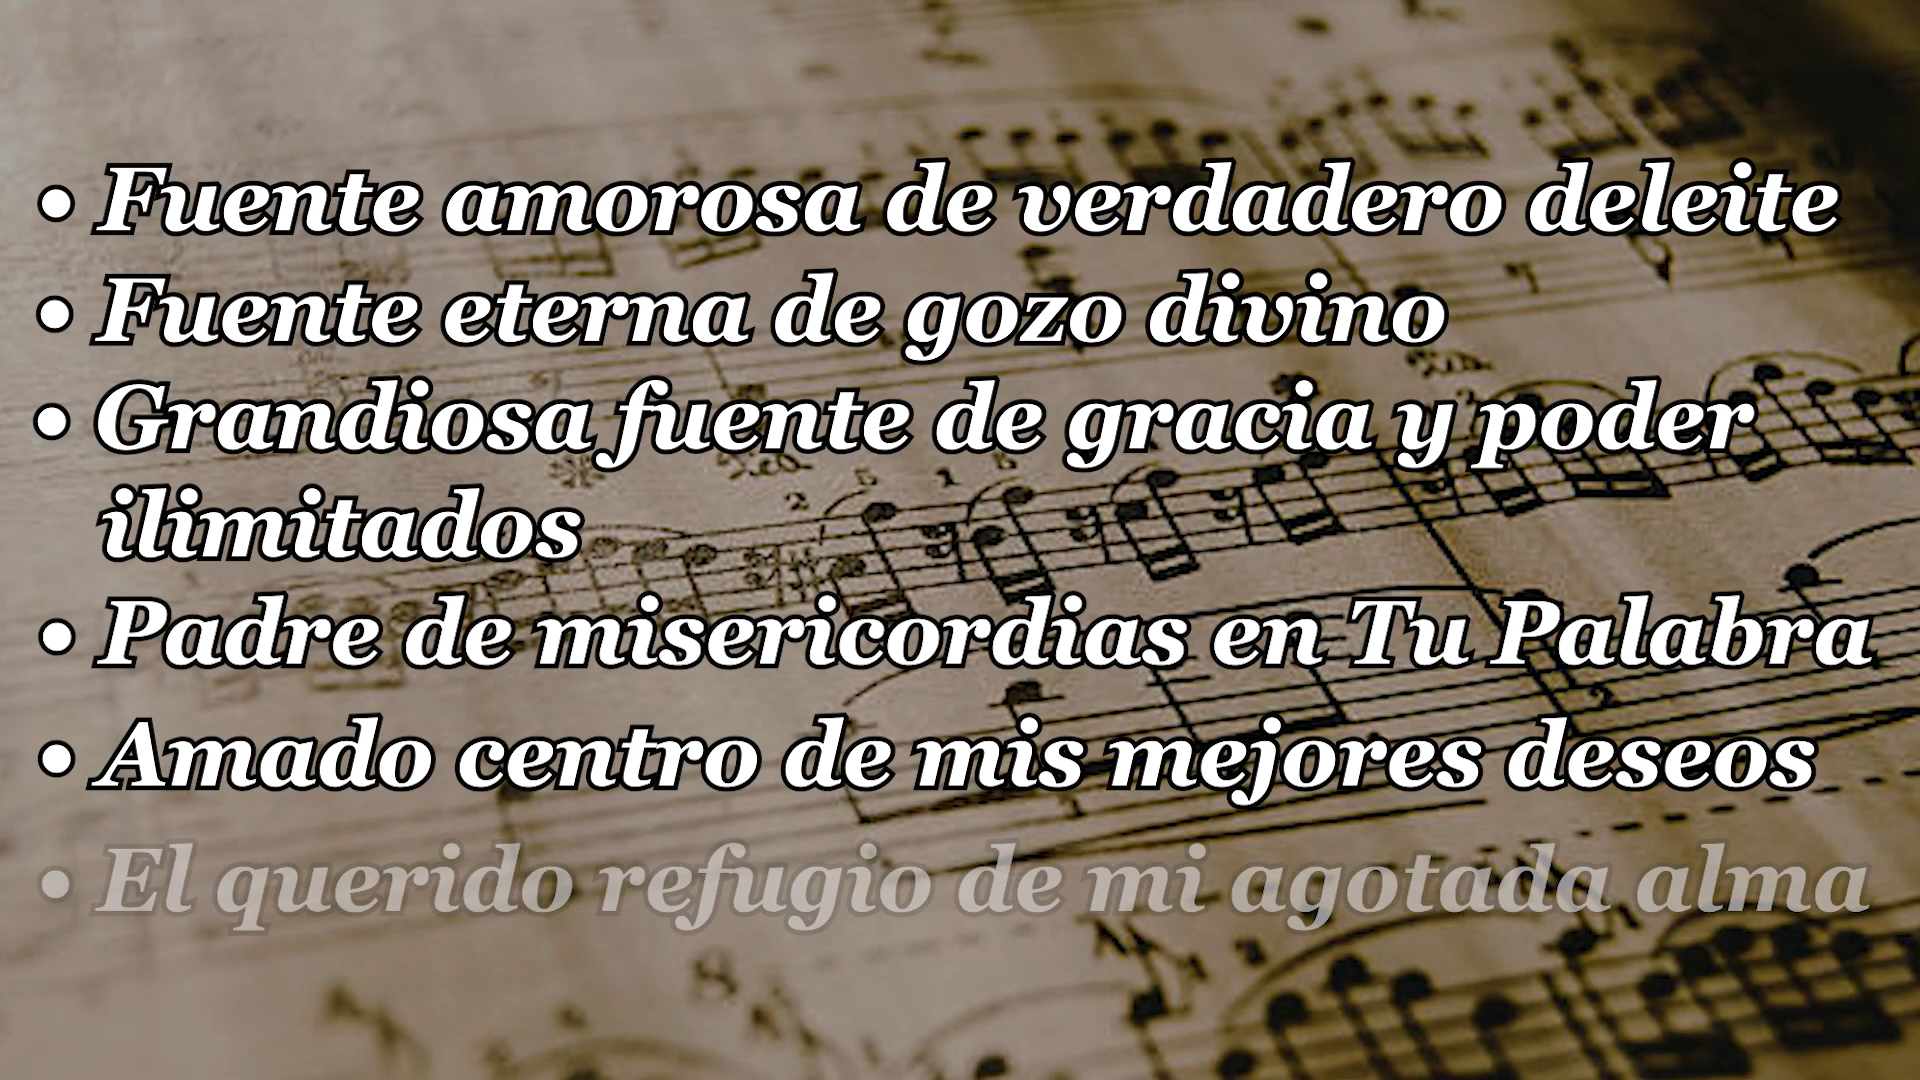 • Fuente amorosa de verdadero deleite
• Fuente eterna de gozo divino
• Grandiosa fuente de gracia y poder
ilimitados
• Padre de misericordias en Tu Palabra
• Amado centro de mis mejores deseos
• El querido refugio de mi agotada alma